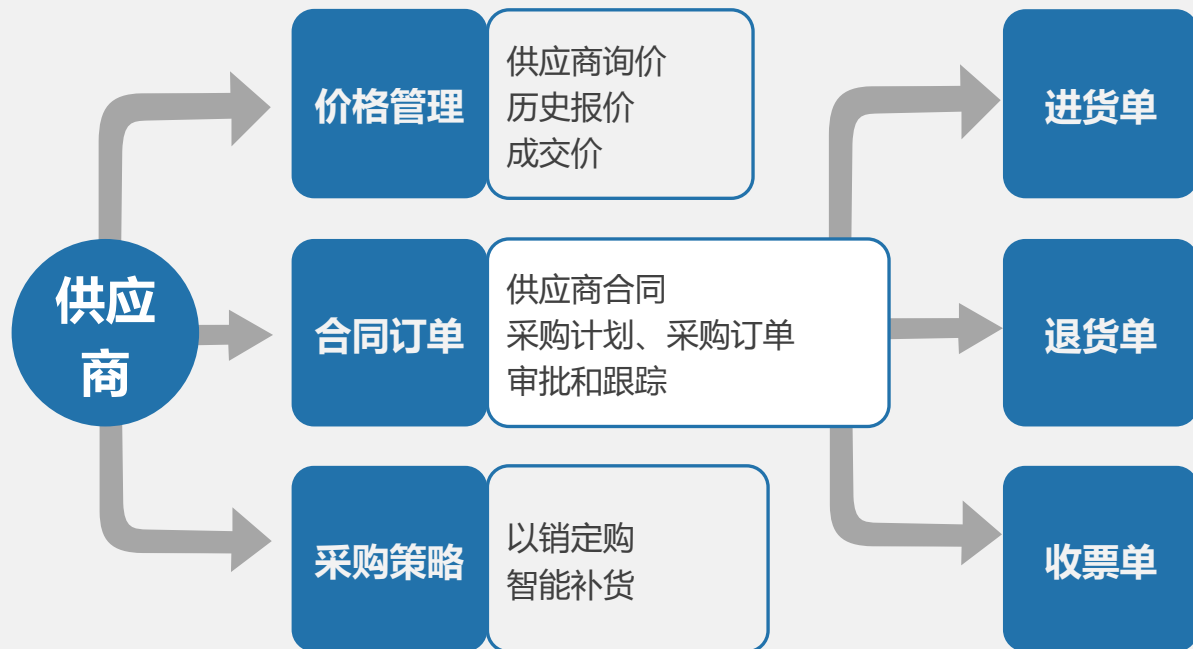 供应
商
价格管理
供应商询价
历史报价
成交价
合同订单
供应商合同
采购计划、采购订单
审批和跟踪
采购策略
以销定购
智能补货
进货单
退货单
收票单